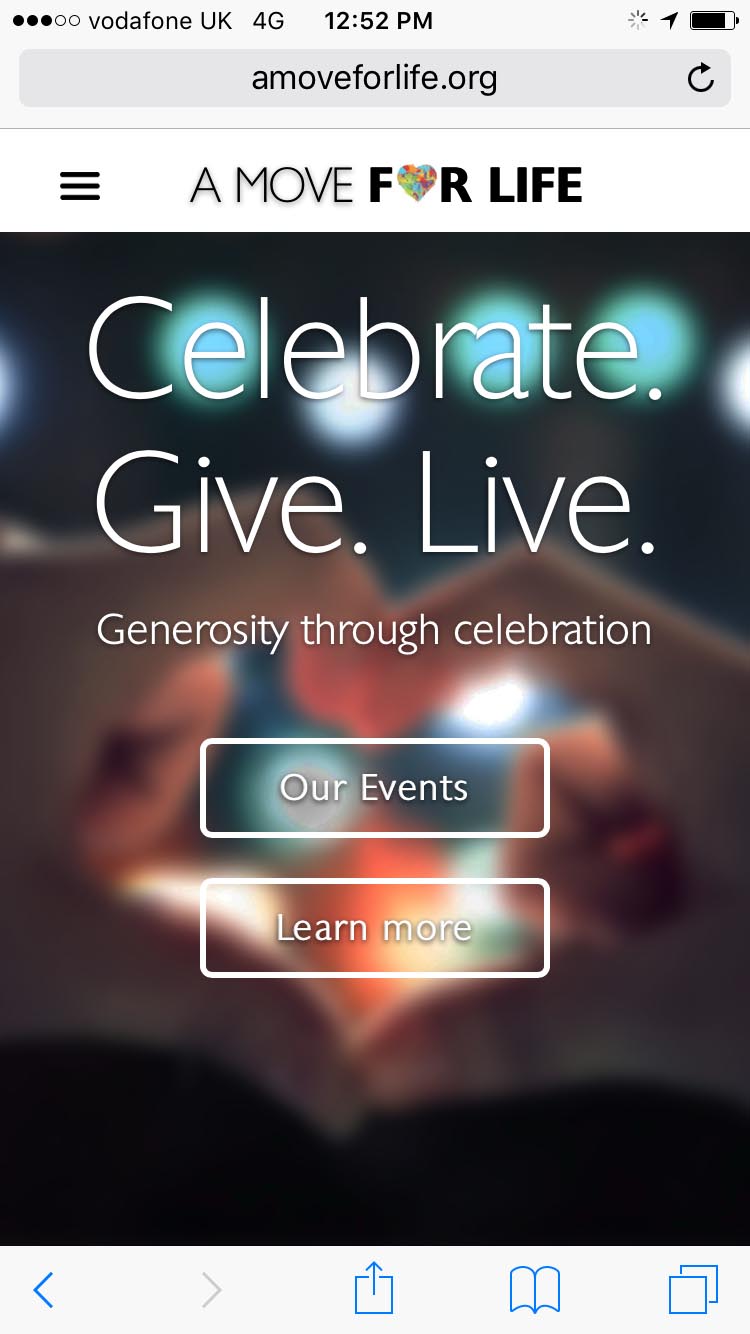 vodafone UK 4G 12:52 PM
amoveforlife.org
A MOVE FOR LIFE
Celebrate.
Give. Live.
Generosity through celebration
Our Events
Learn more